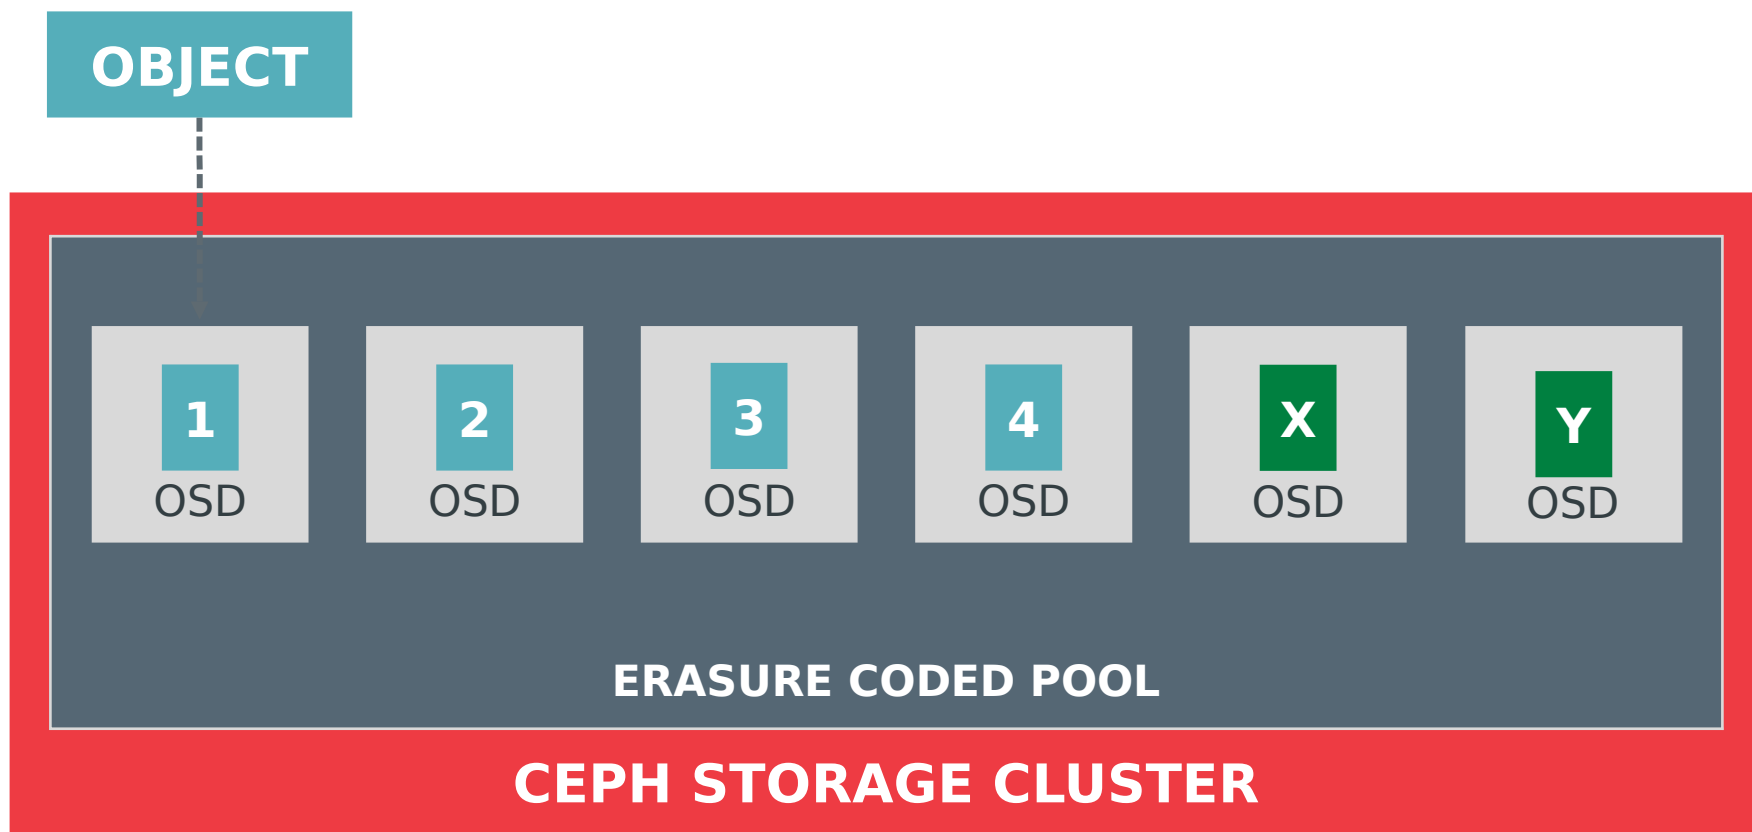 OBJECT
1 2 3 4 X Y
OSD OSD OSD OSD OSD OSD
ERASURE CODED POOL
CEPH STORAGE CLUSTER